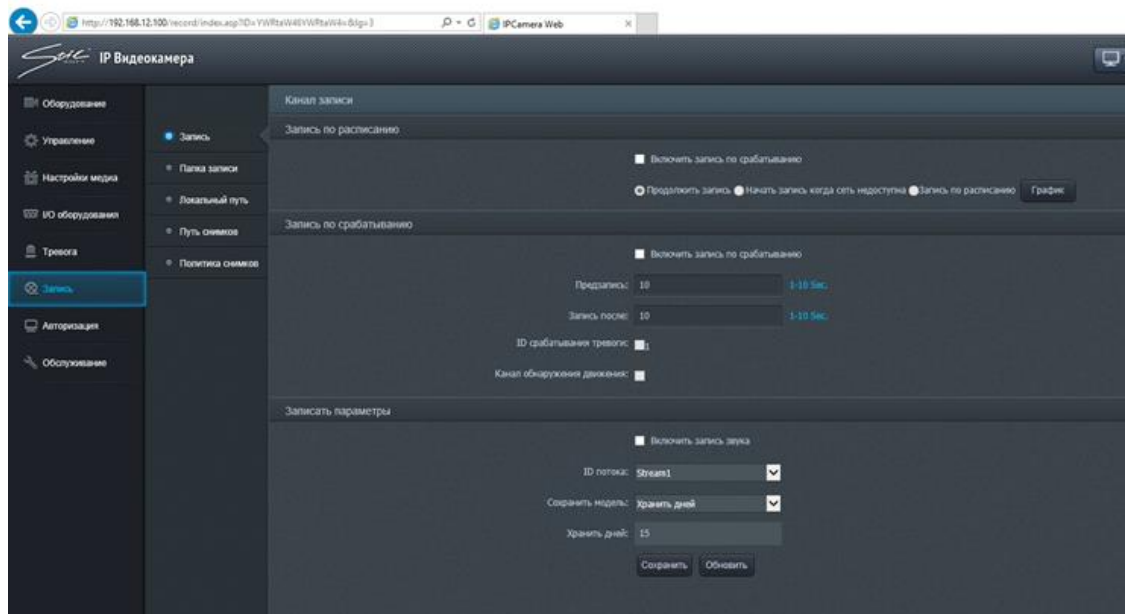 http://192.168.12.100/record/index.asp?ID=YWRtaW46YWRtaW4=&lg=3
IPCamera Web
IP Видеокамера
Оборудование
Управление
Настройки медиа
I/O оборудования
Тревога
Запись
Авторизация
Обслуживание
Запись
Папка записи
Локальный путь
Путь снимков
Политика снимков
Канал записи
Запись по расписанию
Включить запись по срабатыванию
Продолжить запись Начать запись когда сеть недоступна Запись по расписанию График
Запись по срабатыванию
Включить запись по срабатыванию
Предзапись: 10 1-10 Sec.
Запись после: 10 1-10 Sec.
ID срабатывания тревоги: 1
Канал обнаружения движения:
Записать параметры
Включить запись звука
ID потока: Stream1
Сохранить модель: Хранить дней
Хранить дней: 15
Сохранить Обновить